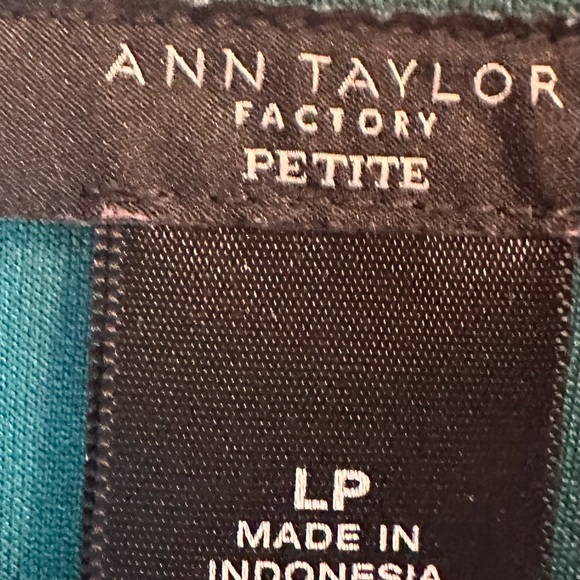 ANN TAYLOR
FACTORY
PETITE
LP
MADE IN
INDONESIA